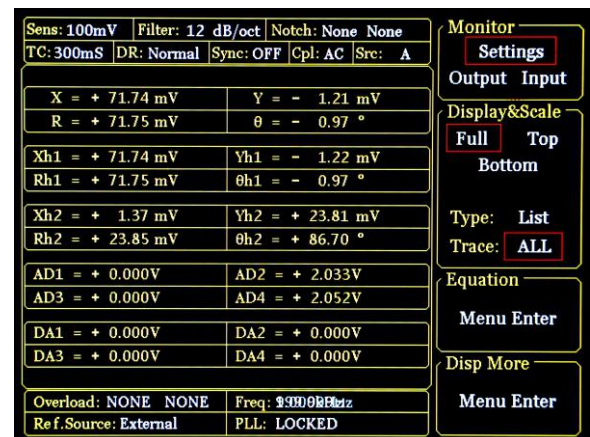 Sens: 100mV Filter: 12 dB/oct Notch: None None
TC: 300mS DR: Normal Sync: OFF Cpl: AC Src: A
X = + 71.74 mV Y = - 1.21 mV
R = + 71.75 mV θ = - 0.97 °
Xh1 = + 71.74 mV Yh1 = - 1.22 mV
Rh1 = + 71.75 mV θh1 = - 0.97 °
Xh2 = + 1.37 mV Yh2 = + 23.81 mV
Rh2 = + 23.85 mV θh2 = + 86.70 °
AD1 = + 0.000V AD2 = + 2.033V
AD3 = + 0.000V AD4 = + 2.052V
DA1 = + 0.000V DA2 = + 0.000V
DA3 = + 0.000V DA4 = + 0.000V
Overload: NONE NONE Freq:
Ref.Source: External PLL: LOCKED
Monitor
Settings
Output Input
Display&Scale
Full Top
Bottom
Type: List
Trace: ALL
Equation
Menu Enter
Disp More
Menu Enter